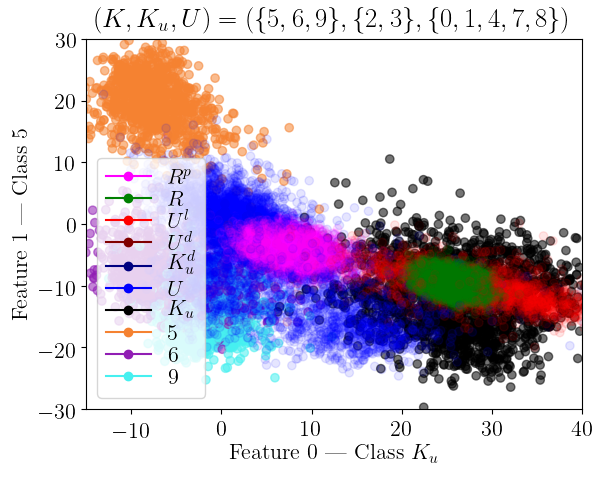 (K, K_u, U) = ({5, 6, 9}, {2, 3}, {0, 1, 4, 7, 8})
30
20
10
0
−10
−20
−30
Feature 1 — Class 5
R^p
R
U^l
U^d
K_u^d
U
K_u
5
6
9
−10 0 10 20 30 40
Feature 0 — Class K_u